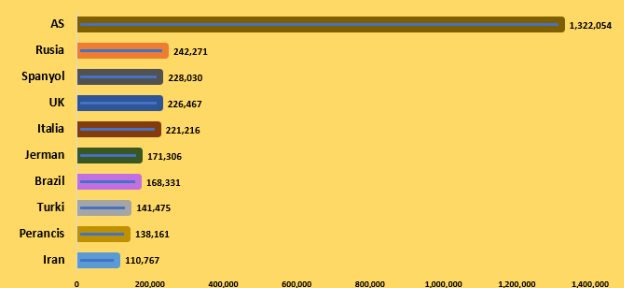 AS 1,322,054
Rusia 242,271
Spanyol 228,030
UK 226,467
Italia 221,216
Jerman 171,306
Brazil 168,331
Turki 141,475
Perancis 138,161
Iran 110,767
0 200,000 400,000 600,000 800,000 1,000,000 1,200,000 1,400,000